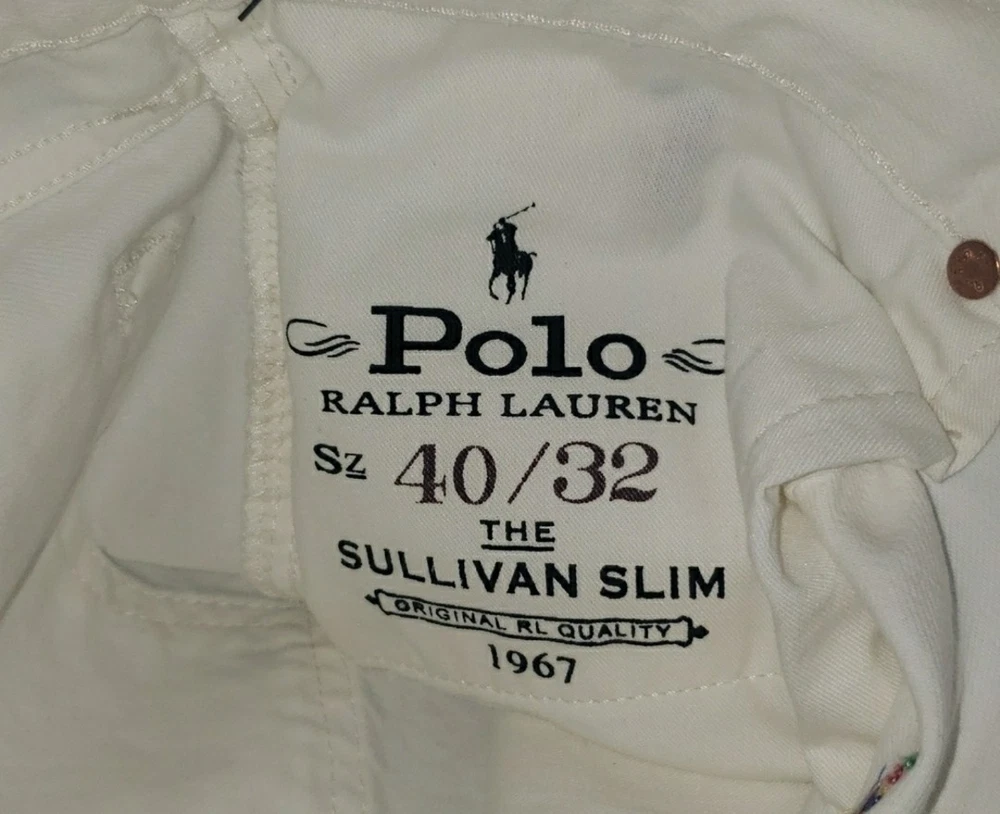 Polo
RALPH LAUREN
Sz 40/32
THE
SULLIVAN SLIM
ORIGINAL RL QUALITY
1967